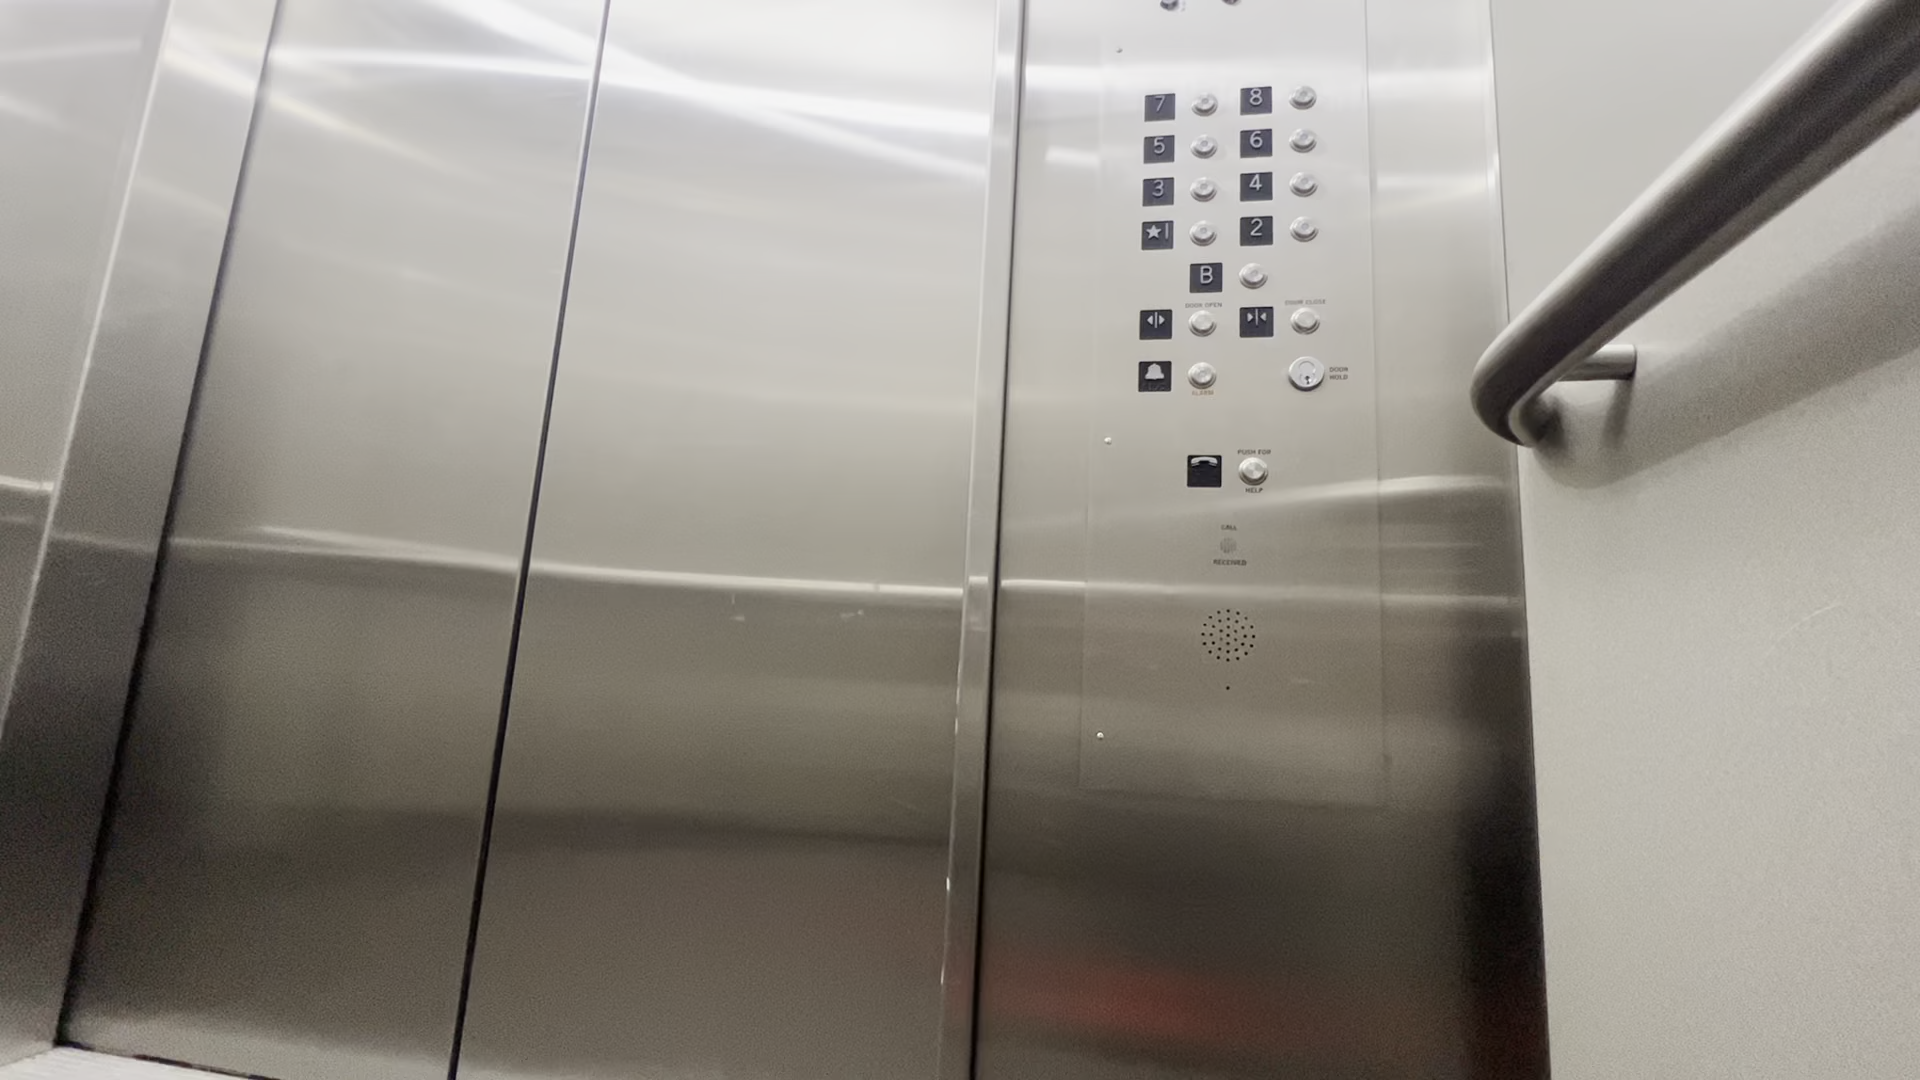 7 8
5 6
3 4
★1 2
B
DOOR OPEN DOOR CLOSE
DOOR
HOLD
ALARM
PUSH FOR
HELP
CALL
RECEIVED